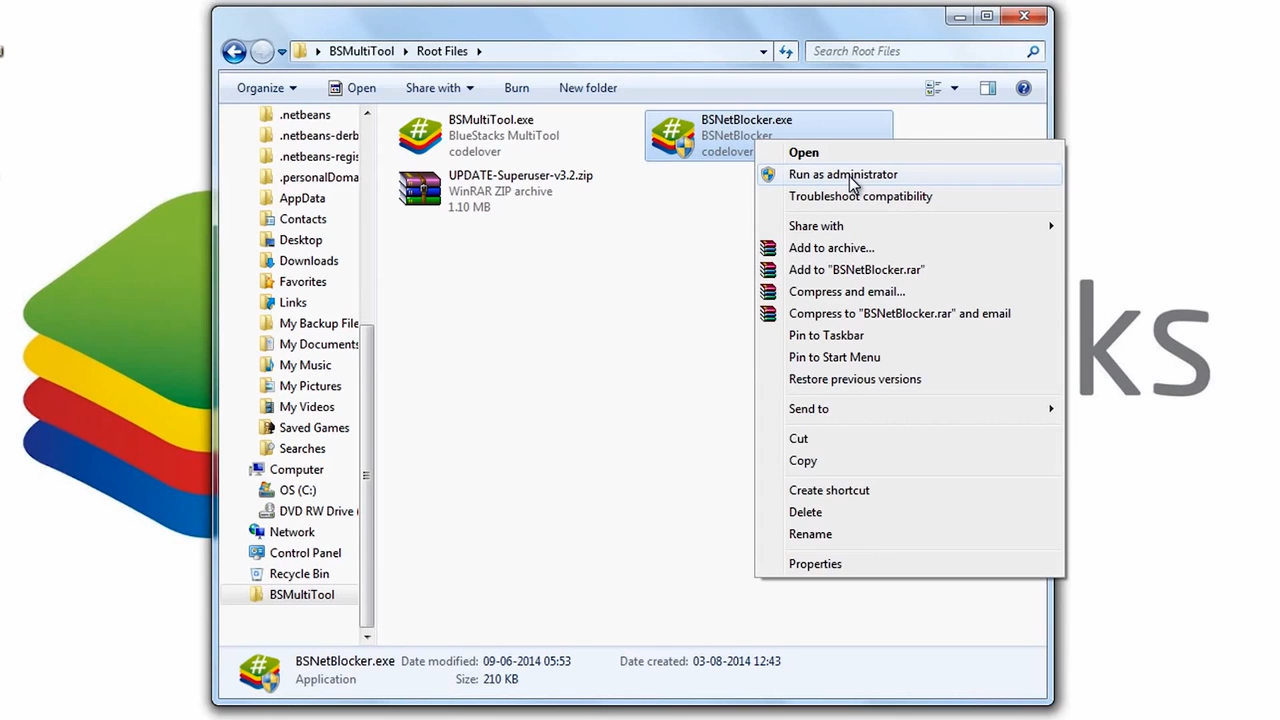 BSMultiTool
Root Files
Search Root Files
Organize
Open
Share with
Burn
New folder
.netbeans
.netbeans-derb
.netbeans-regis
.personalDoma
AppData
Contacts
Desktop
Downloads
Favorites
Links
My Backup File
My Documents
My Music
My Pictures
My Videos
Saved Games
Searches
Computer
OS (C:)
DVD RW Drive (
Network
Control Panel
Recycle Bin
BSMultiTool
BSMultiTool.exe
BlueStacks MultiTool
codelover
UPDATE-Superuser-v3.2.zip
WinRAR ZIP archive
1.10 MB
BSNetBlocker.exe
BSNetBlocker
codelover
Open
Run as administrator
Troubleshoot compatibility
Share with
Add to archive...
Add to "BSNetBlocker.rar"
Compress and email...
Compress to "BSNetBlocker.rar" and email
Pin to Taskbar
Pin to Start Menu
Restore previous versions
Send to
Cut
Copy
Create shortcut
Delete
Rename
Properties
ks
BSNetBlocker.exe Date modified: 09-06-2014 05:53 Date created: 03-08-2014 12:43
Application Size: 210 KB